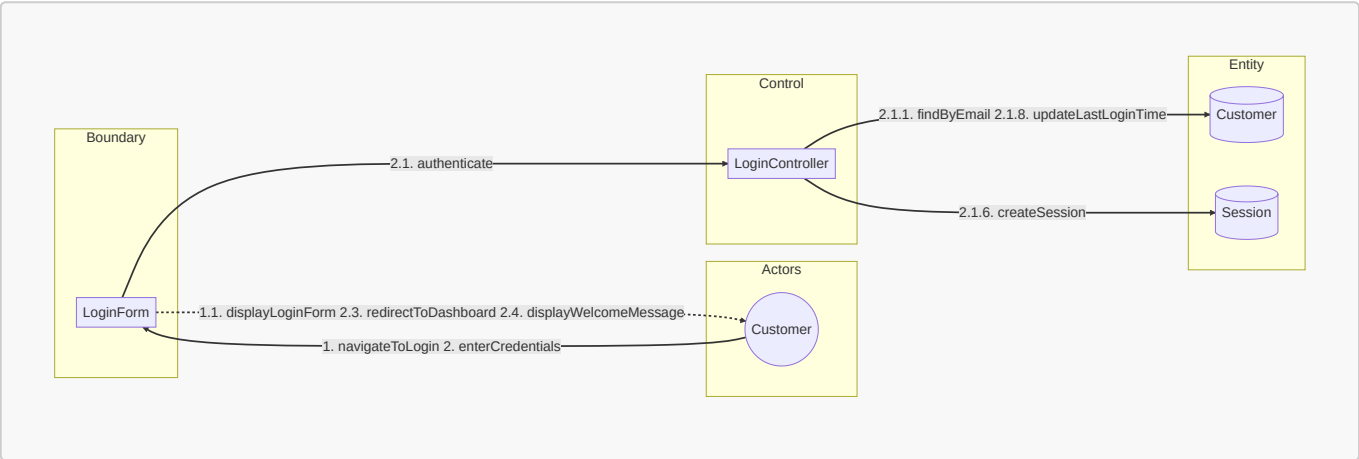 Boundary
LoginForm
Control
LoginController
Actors
Customer
Entity
Customer
Session
2.1. authenticate
2.1.1. findByEmail 2.1.8. updateLastLoginTime
2.1.6. createSession
1.1. displayLoginForm 2.3. redirectToDashboard 2.4. displayWelcomeMessage
1. navigateToLogin 2. enterCredentials